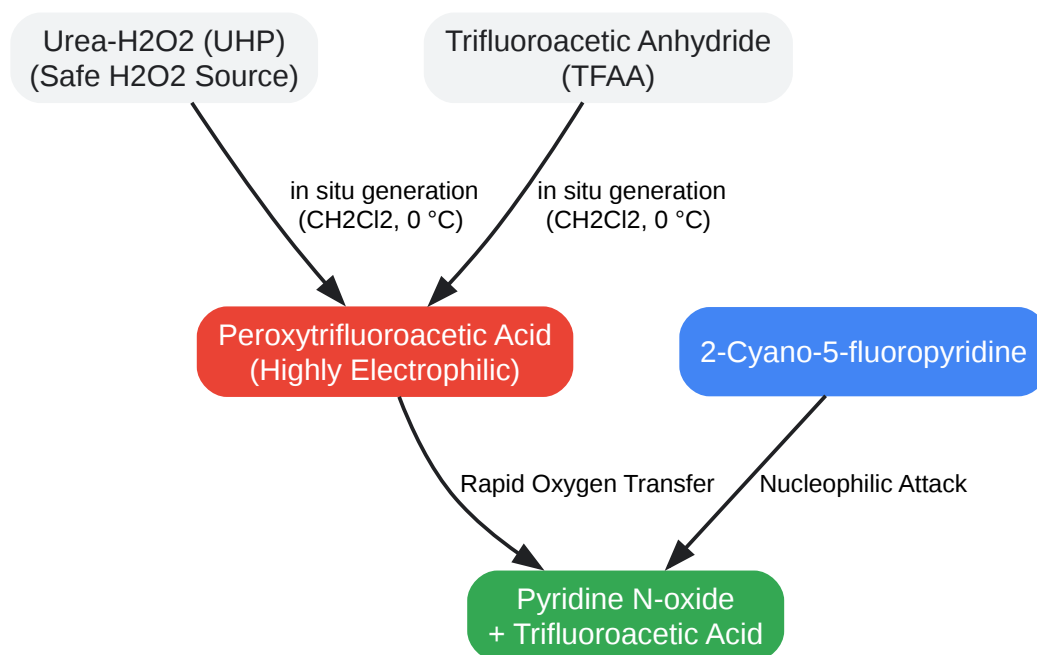 Urea-H2O2 (UHP)
(Safe H2O2 Source)
Trifluoroacetic Anhydride
(TFAA)
in situ generation
(CH2Cl2, 0 °C)
in situ generation
(CH2Cl2, 0 °C)
Peroxytrifluoroacetic Acid
(Highly Electrophilic)
2-Cyano-5-fluoropyridine
Rapid Oxygen Transfer
Nucleophilic Attack
Pyridine N-oxide
+ Trifluoroacetic Acid